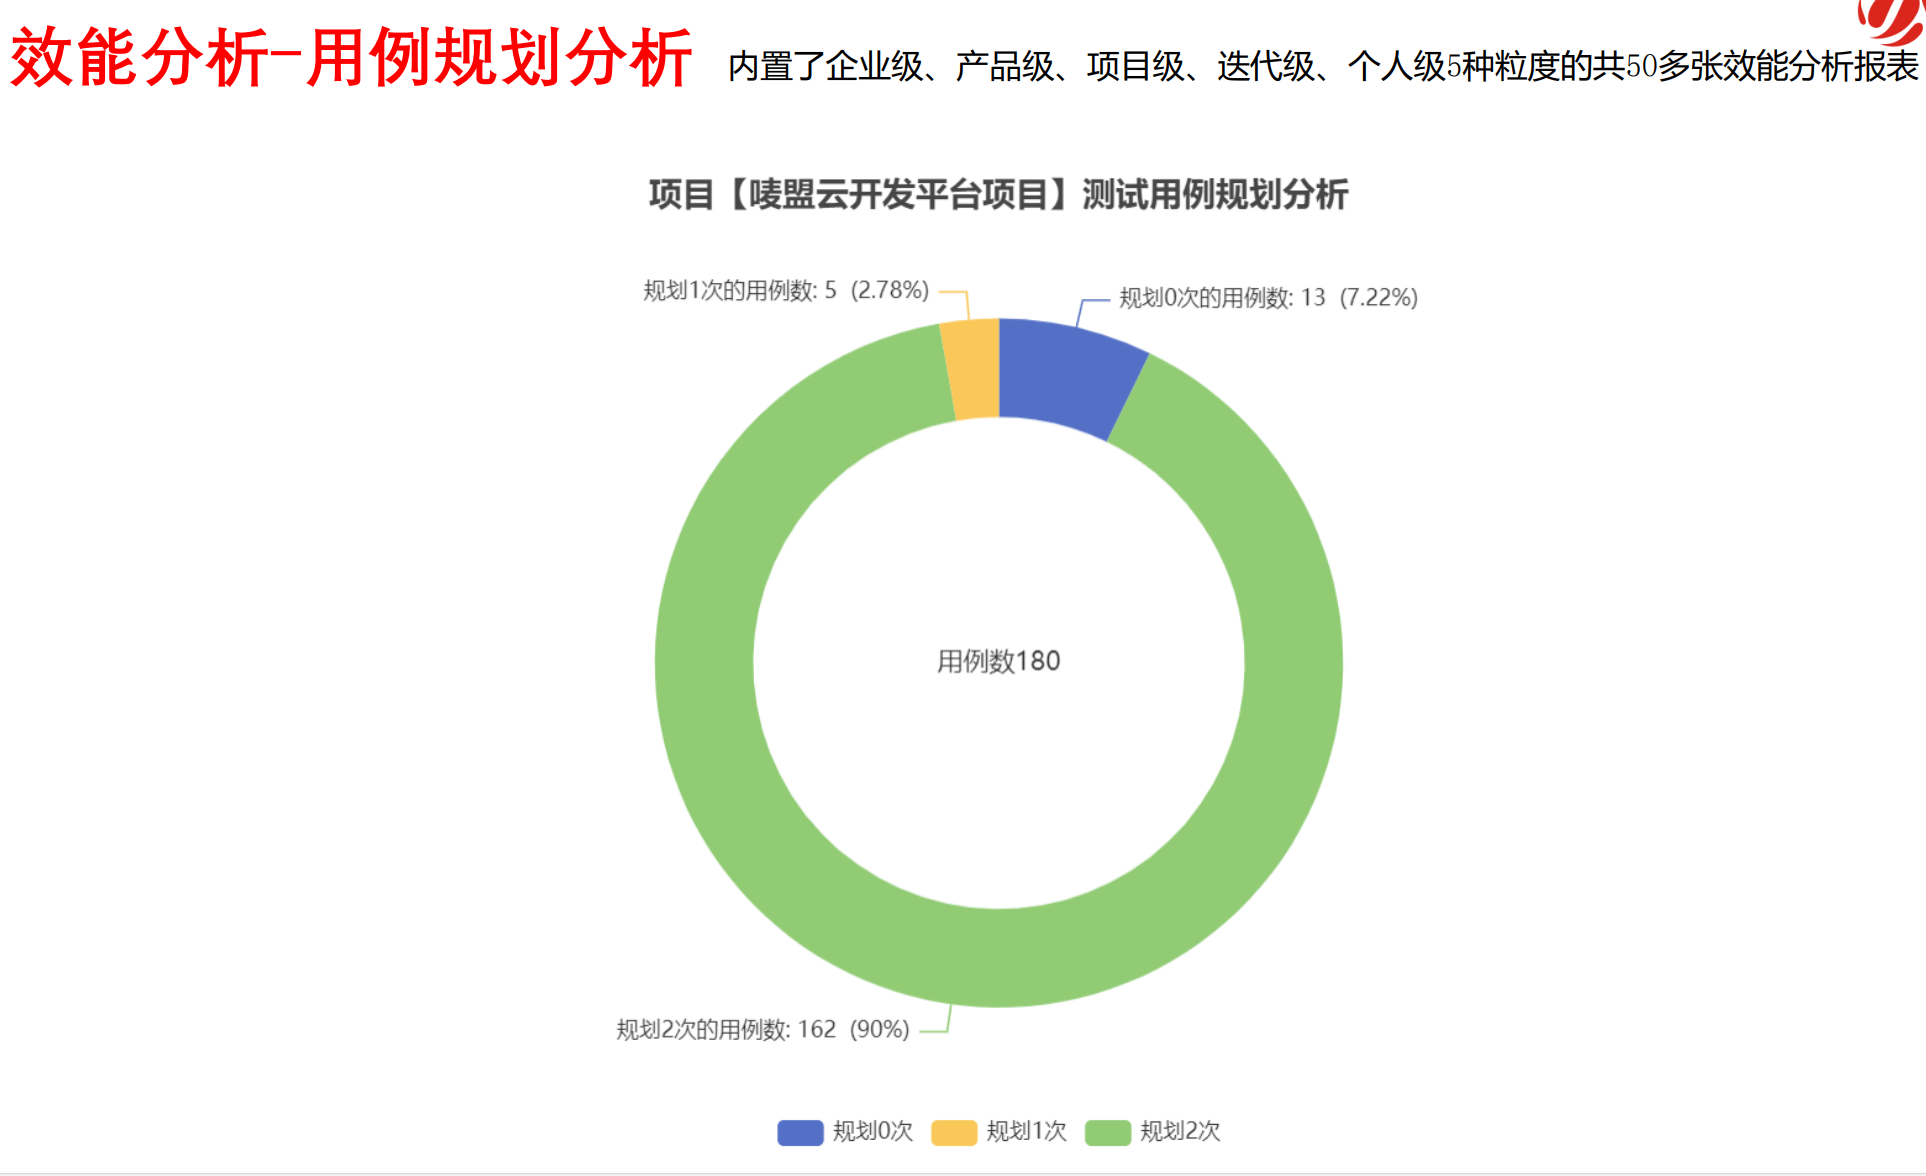 效能分析-用例规划分析
内置了企业级、产品级、项目级、迭代级、个人级5种粒度的共50多张效能分析报表
项目【唛盟云开发平台项目】测试用例规划分析
规划1次的用例数: 5 (2.78%)
规划0次的用例数: 13 (7.22%)
用例数180
规划2次的用例数: 162 (90%)
规划0次 规划1次 规划2次